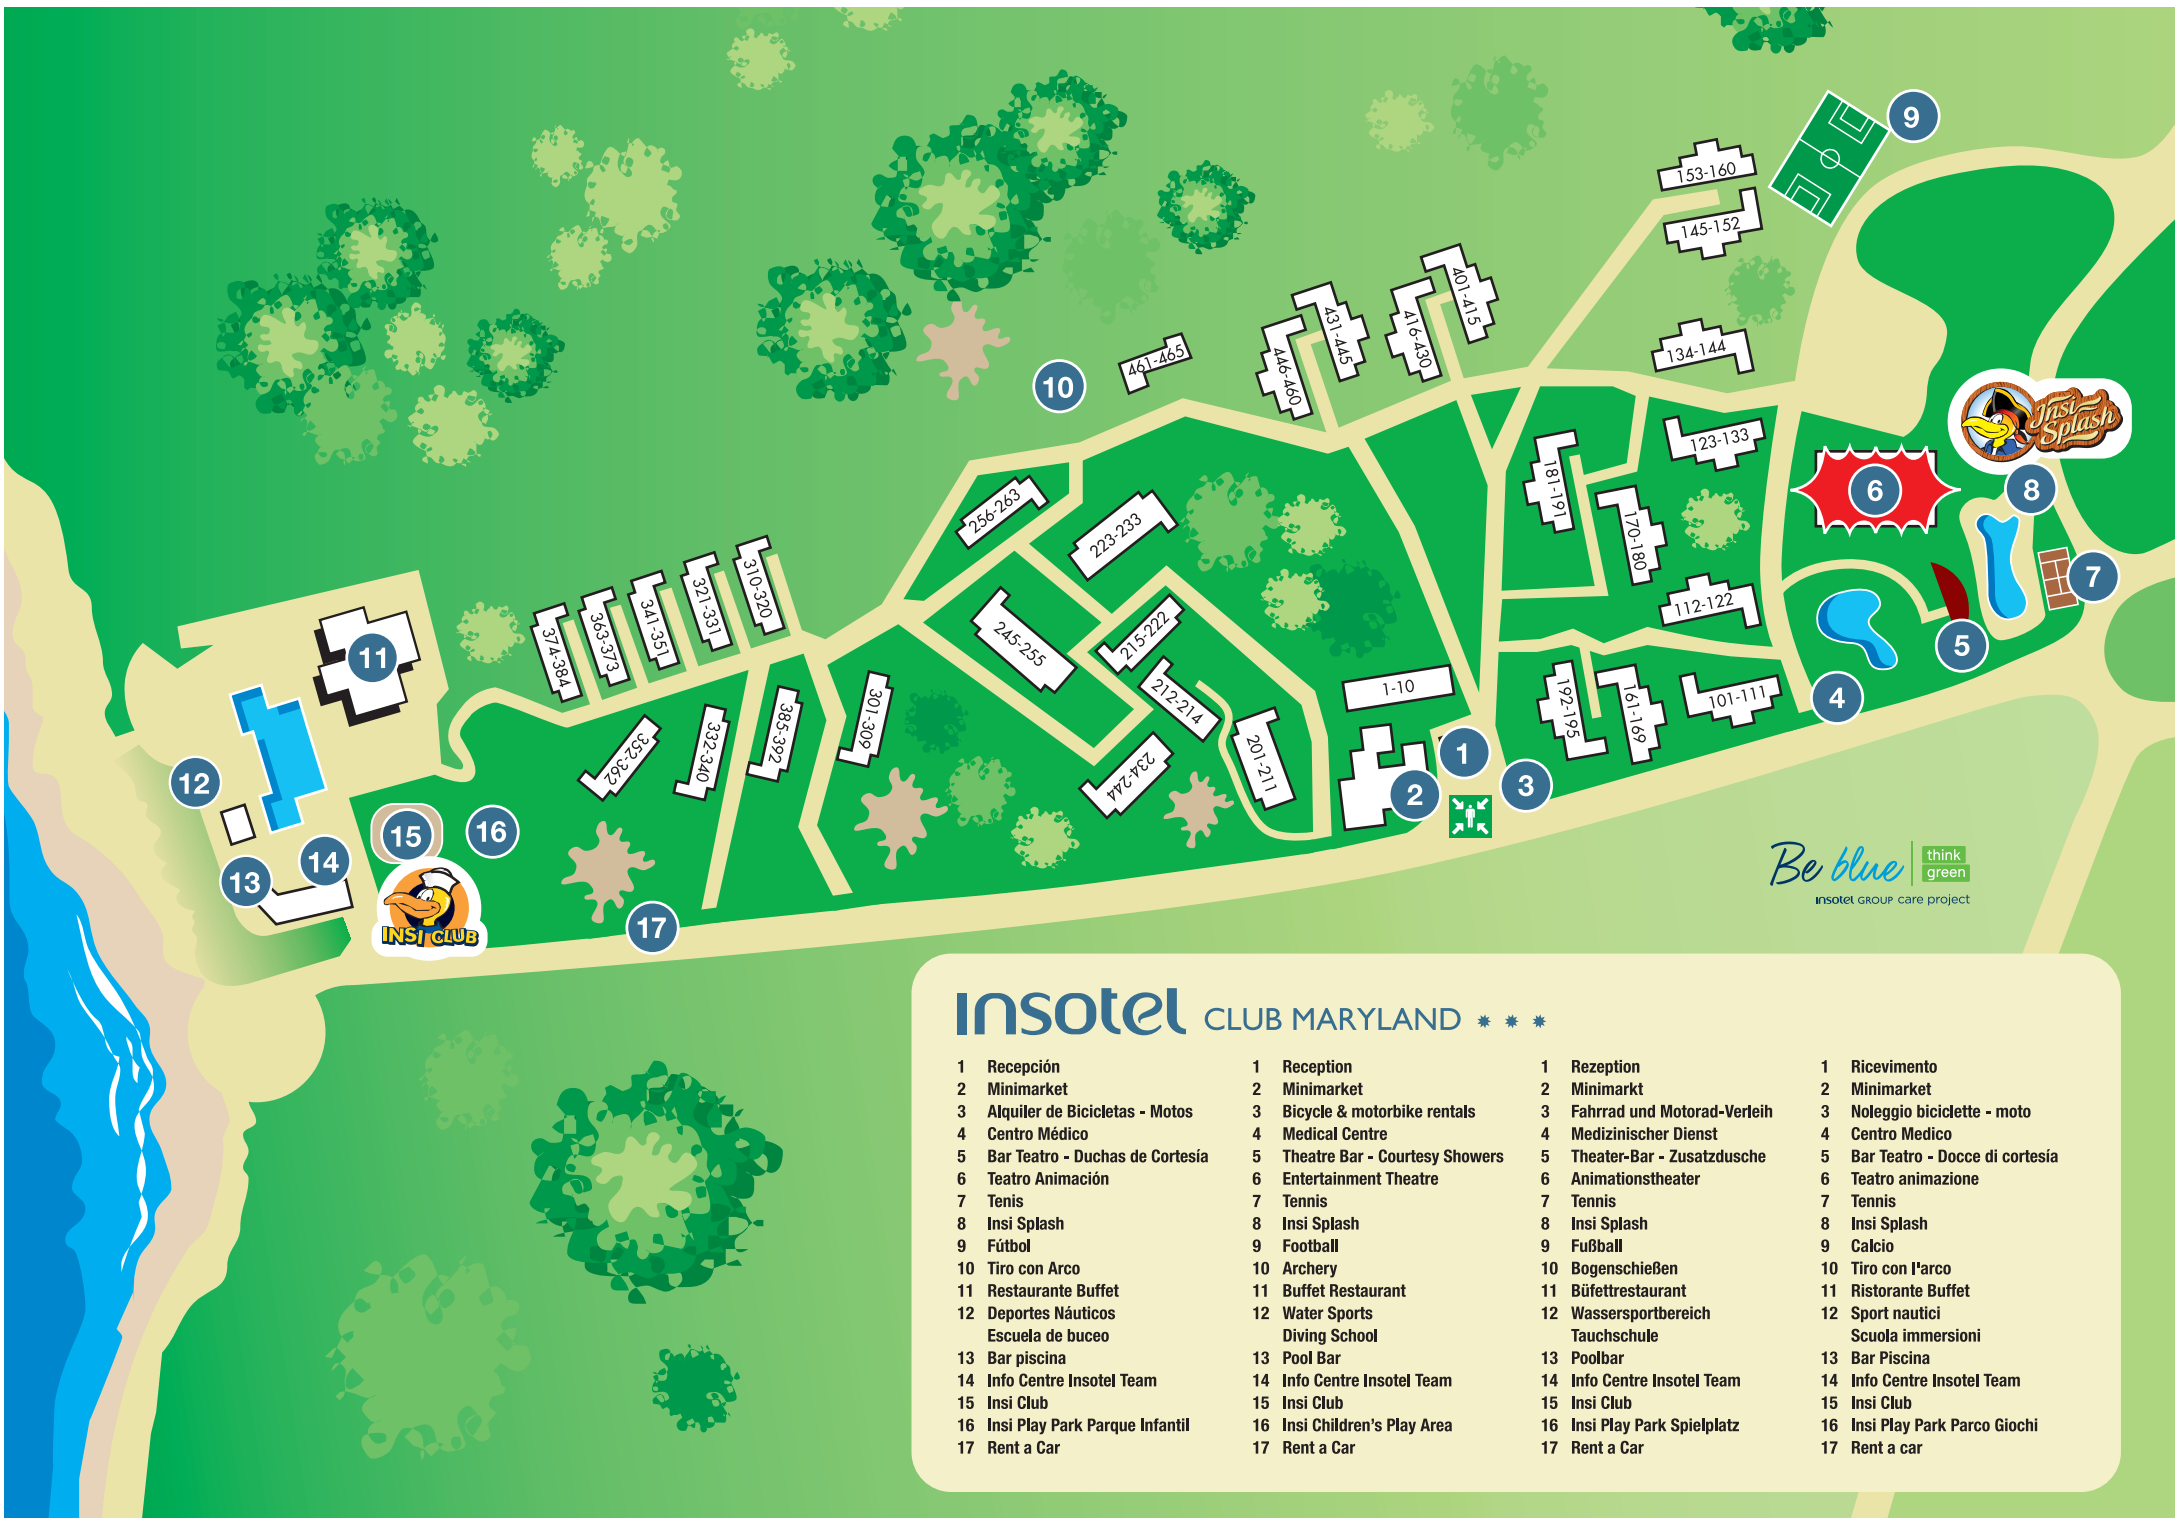 9
153-160
145-152
401-415
416-430
431-445
446-460
461-465
134-144
10
Insi
Splash
123-133
181-191
170-180
6
8
256-263
223-233
7
310-320
321-331
341-351
363-373
374-384
112-122
245-255
215-222
5
11
212-214
1-10
192-195
161-169
101-111
4
301-309
385-392
332-340
352-362
201-211
234-244
1
12
2
3
15
16
14
13
INSI CLUB
17
Be blue
think
green
insotel GROUP care project
insotel CLUB MARYLAND
1 Recepción
2 Minimarket
3 Alquiler de Bicicletas - Motos
4 Centro Médico
5 Bar Teatro - Duchas de Cortesía
6 Teatro Animación
7 Tenis
8 Insi Splash
9 Fútbol
10 Tiro con Arco
11 Restaurante Buffet
12 Deportes Náuticos
Escuela de buceo
13 Bar piscina
14 Info Centre Insotel Team
15 Insi Club
16 Insi Play Park Parque Infantil
17 Rent a Car
1 Reception
2 Minimarket
3 Bicycle & motorbike rentals
4 Medical Centre
5 Theatre Bar - Courtesy Showers
6 Entertainment Theatre
7 Tennis
8 Insi Splash
9 Football
10 Archery
11 Buffet Restaurant
12 Water Sports
Diving School
13 Pool Bar
14 Info Centre Insotel Team
15 Insi Club
16 Insi Children's Play Area
17 Rent a Car
1 Rezeption
2 Minimarkt
3 Fahrrad und Motorad-Verleih
4 Medizinischer Dienst
5 Theater-Bar - Zusatzdusche
6 Animationstheater
7 Tennis
8 Insi Splash
9 Fußball
10 Bogenschießen
11 Büfettrestaurant
12 Wassersportbereich
Tauchschule
13 Poolbar
14 Info Centre Insotel Team
15 Insi Club
16 Insi Play Park Spielplatz
17 Rent a Car
1 Ricevimento
2 Minimarket
3 Noleggio biciclette - moto
4 Centro Medico
5 Bar Teatro - Docce di cortesía
6 Teatro animazione
7 Tennis
8 Insi Splash
9 Calcio
10 Tiro con l'arco
11 Ristorante Buffet
12 Sport nautici
Scuola immersioni
13 Bar Piscina
14 Info Centre Insotel Team
15 Insi Club
16 Insi Play Park Parco Giochi
17 Rent a car